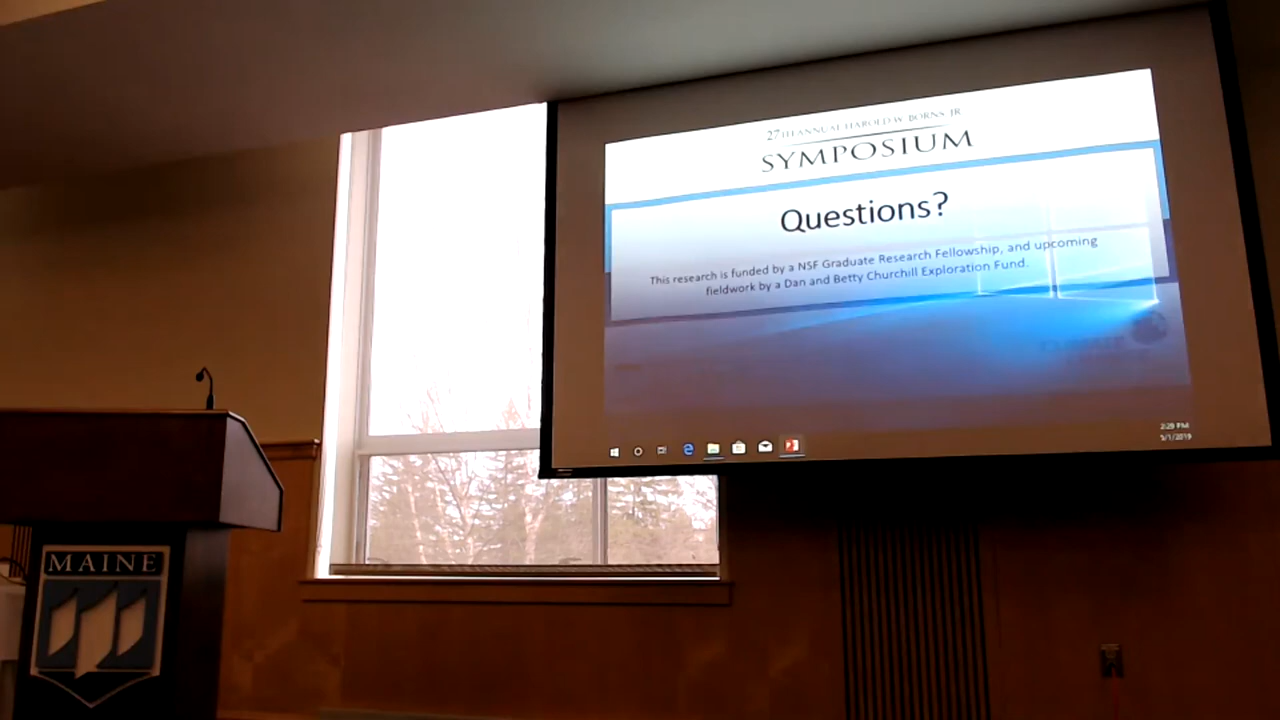 27TH ANNUAL HAROLD W. BORNS, JR.
SYMPOSIUM
Questions?
This research is funded by a NSF Graduate Research Fellowship, and upcoming
fieldwork by a Dan and Betty Churchill Exploration Fund.
2:29 PM
5/1/2019
MAINE